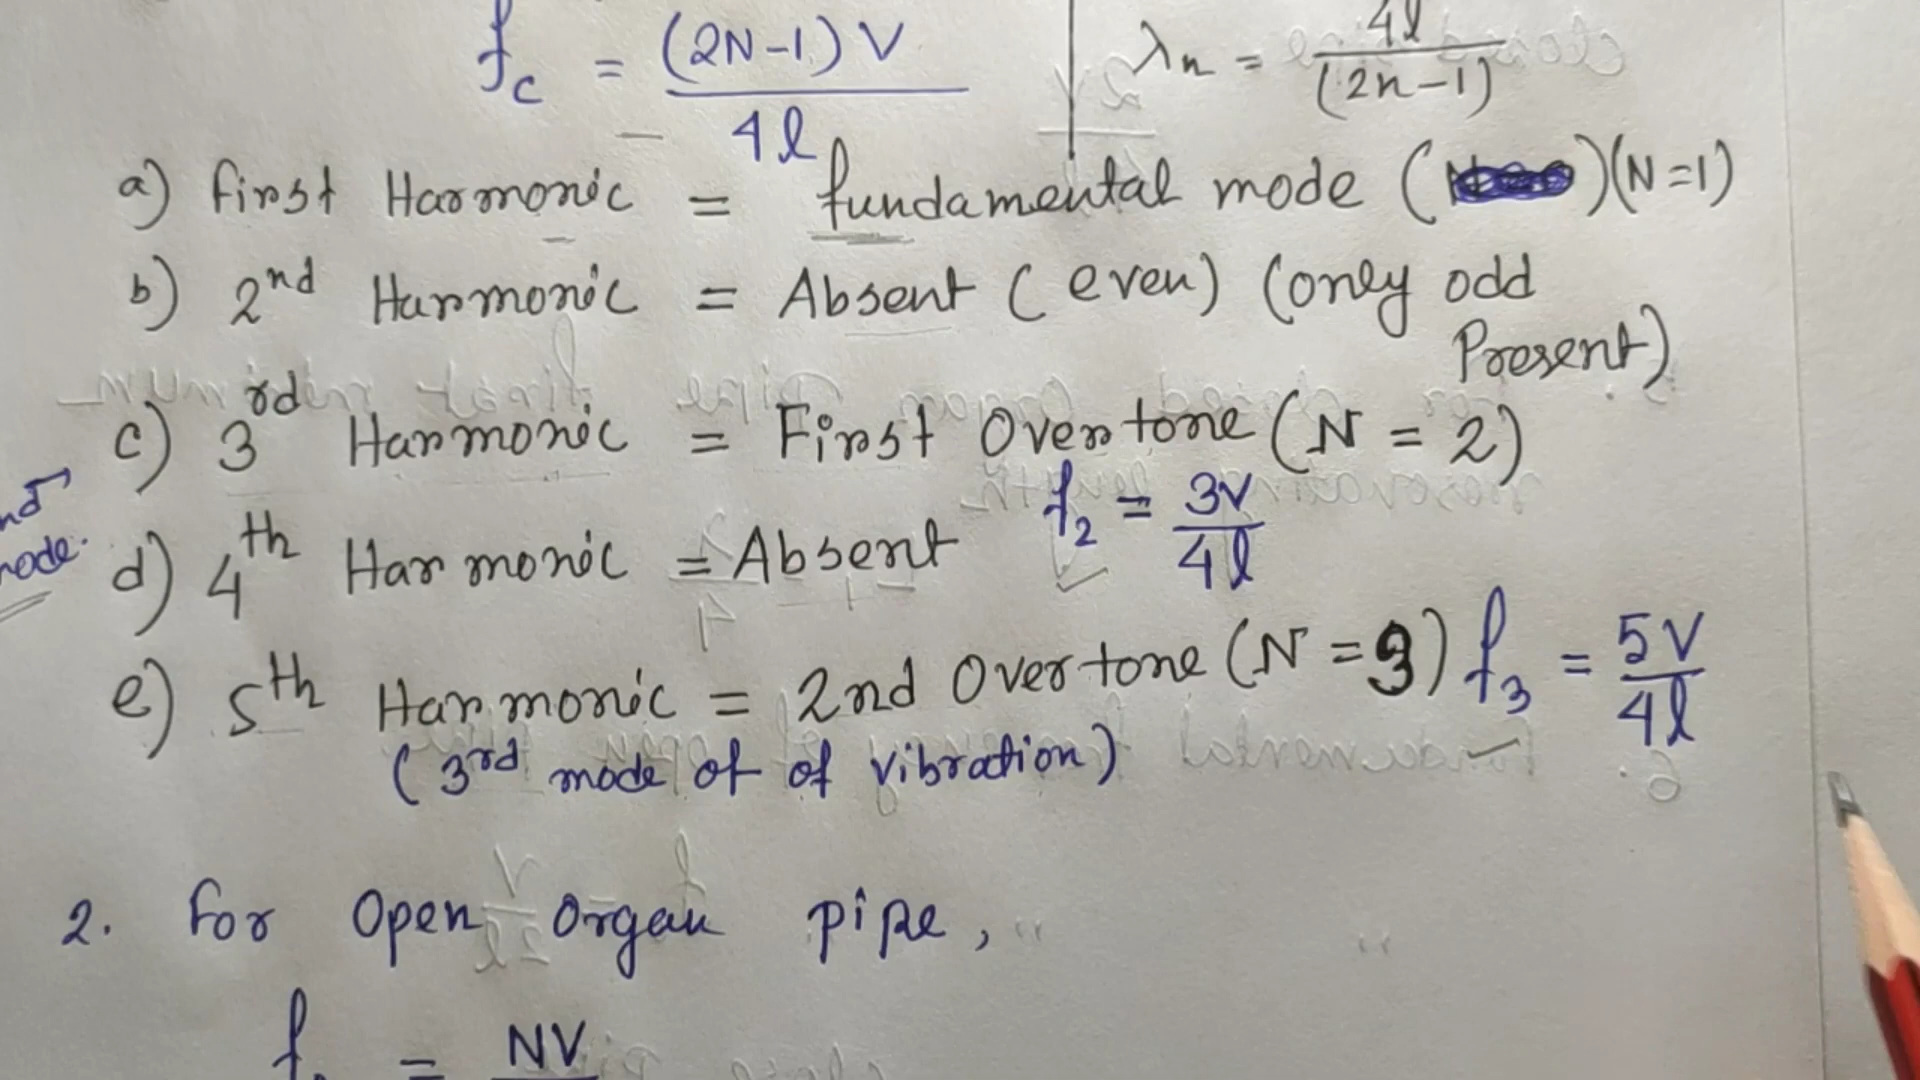 f_c = (2N-1)V / 4l
λn = 4l / (2n-1)
a) first Harmonic = fundamental mode ( )(N=1)
b) 2nd Harmonic = Absent (even) (only odd
Present)
c) 3rd Harmonic = First Overtone (N = 2)
f2 = 3V / 4l
d) 4th Harmonic = Absent
e) 5th Harmonic = 2nd Overtone (N = 3) f3 = 5V / 4l
(3rd mode of of vibration)
2. For Open Organ pipe,
NV